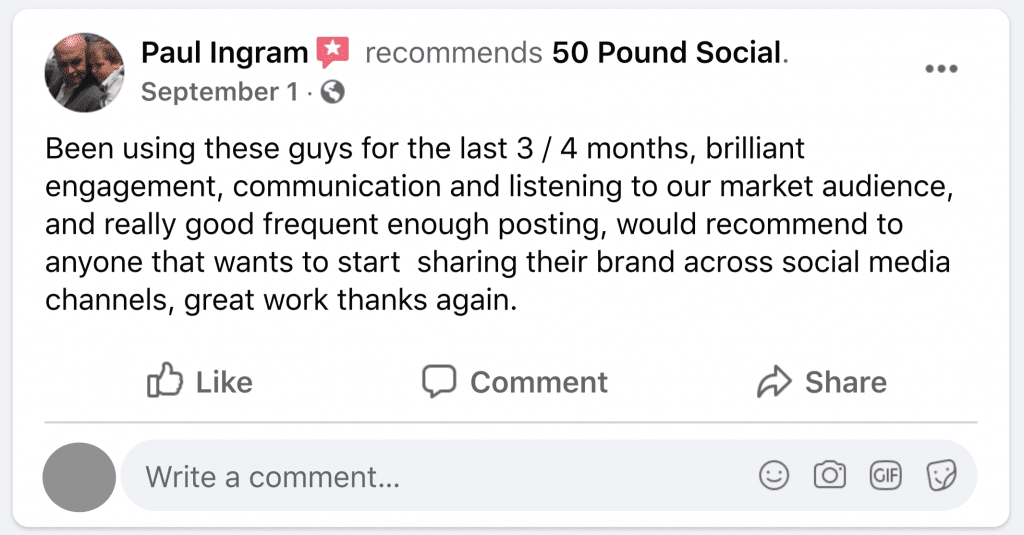 Paul Ingram recommends 50 Pound Social.
September 1 ·
Been using these guys for the last 3 / 4 months, brilliant
engagement, communication and listening to our market audience,
and really good frequent enough posting, would recommend to
anyone that wants to start  sharing their brand across social media
channels, great work thanks again.
Like Comment Share
Write a comment... GIF